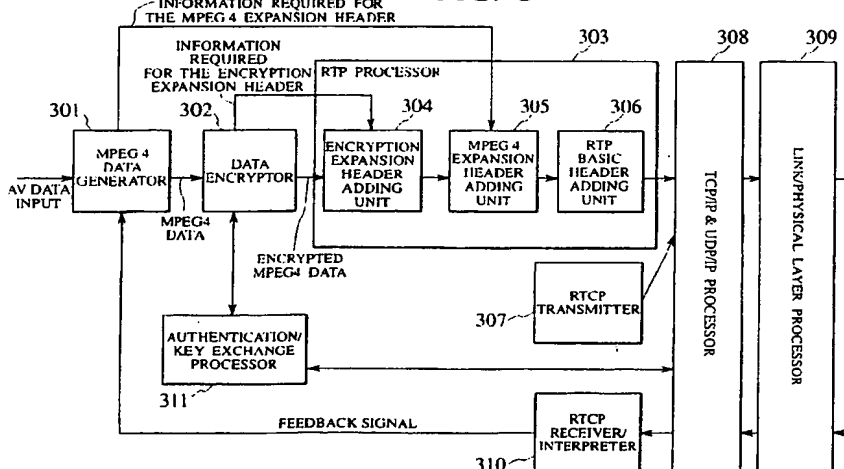 INFORMATION REQUIRED FOR
THE MPEG 4 EXPANSION HEADER
INFORMATION
REQUIRED
FOR THE ENCRYPTION
EXPANSION HEADER
303
308
309
RTP PROCESSOR
301
302
304
305
306
MPEG 4
DATA
GENERATOR
DATA
ENCRYPTOR
ENCRYPTION
EXPANSION
HEADER
ADDING
UNIT
MPEG 4
EXPANSION
HEADER
ADDING UNIT
RTP
BASIC
HEADER
ADDING
UNIT
AV DATA
INPUT
MPEG4
DATA
ENCRYPTED
MPEG4 DATA
TCP/IP & UDP/IP PROCESSOR
LINK/PHYSICAL LAYER PROCESSOR
307
RTCP
TRANSMITTER
AUTHENTICATION/
KEY EXCHANGE
PROCESSOR
311
FEEDBACK SIGNAL
RTCP
RECEIVER/
INTERPRETER
310